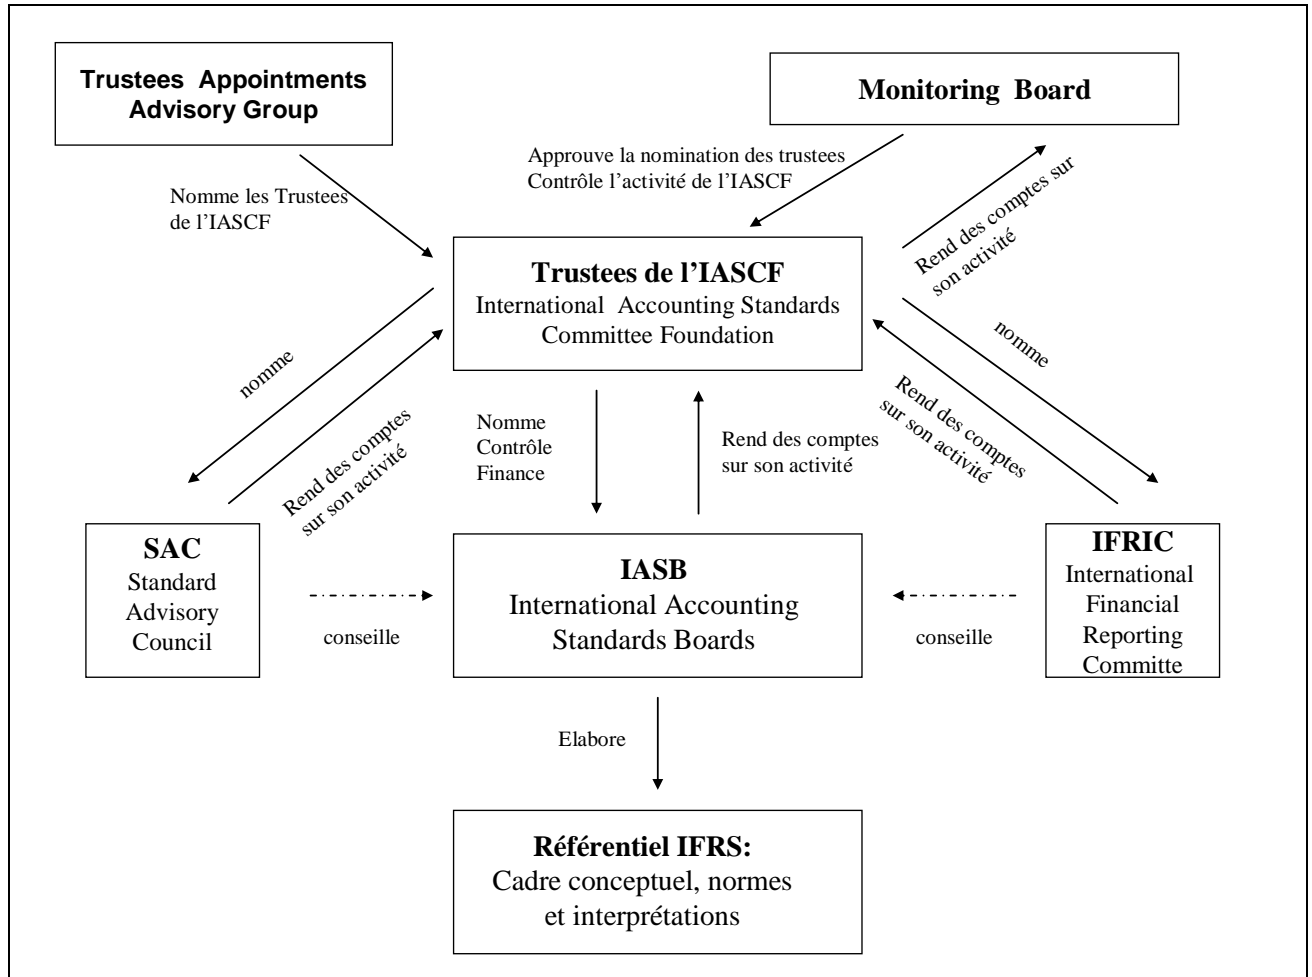 Trustees Appointments
Advisory Group
Monitoring Board
Nomme les Trustees
de l’IASCF
Approuve la nomination des trustees
Contrôle l’activité de l’IASCF
Rend des comptes sur
son activité
Trustees de l’IASCF
International Accounting Standards
Committee Foundation
nomme
Rend des comptes
sur son activité
Nomme
Contrôle
Finance
Rend des comptes
sur son activité
nomme
Rend des comptes
sur son activité
SAC
Standard
Advisory
Council
conseille
IASB
International Accounting
Standards Boards
conseille
IFRIC
International
Financial
Reporting
Committe
Elabore
Référentiel IFRS:
Cadre conceptuel, normes
et interprétations